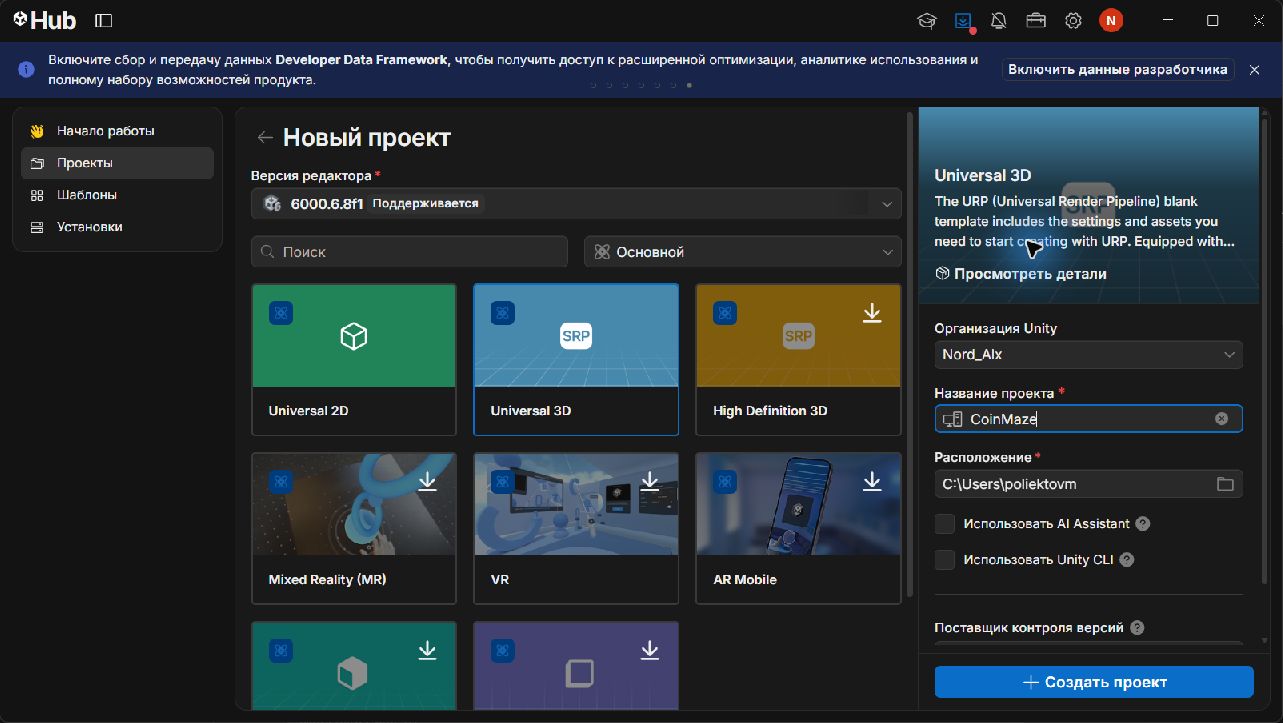 Hub
N
Включите сбор и передачу данных Developer Data Framework, чтобы получить доступ к расширенной оптимизации, аналитике использования и
полному набору возможностей продукта.
Включить данные разработчика
Начало работы
Проекты
Шаблоны
Установки
Новый проект
Версия редактора *
6000.6.8f1 Поддерживается
Поиск
Основной
Universal 2D
SRP
Universal 3D
SRP
High Definition 3D
Mixed Reality (MR)
VR
AR Mobile
SRP
Universal 3D
The URP (Universal Render Pipeline) blank
template includes the settings and assets you
need to start creating with URP. Equipped with...
Просмотреть детали
Организация Unity
Nord_Alx
Название проекта *
CoinMaze
Расположение *
C:\Users\poliektovm
Использовать AI Assistant ?
Использовать Unity CLI ?
Поставщик контроля версий ?
+ Создать проект